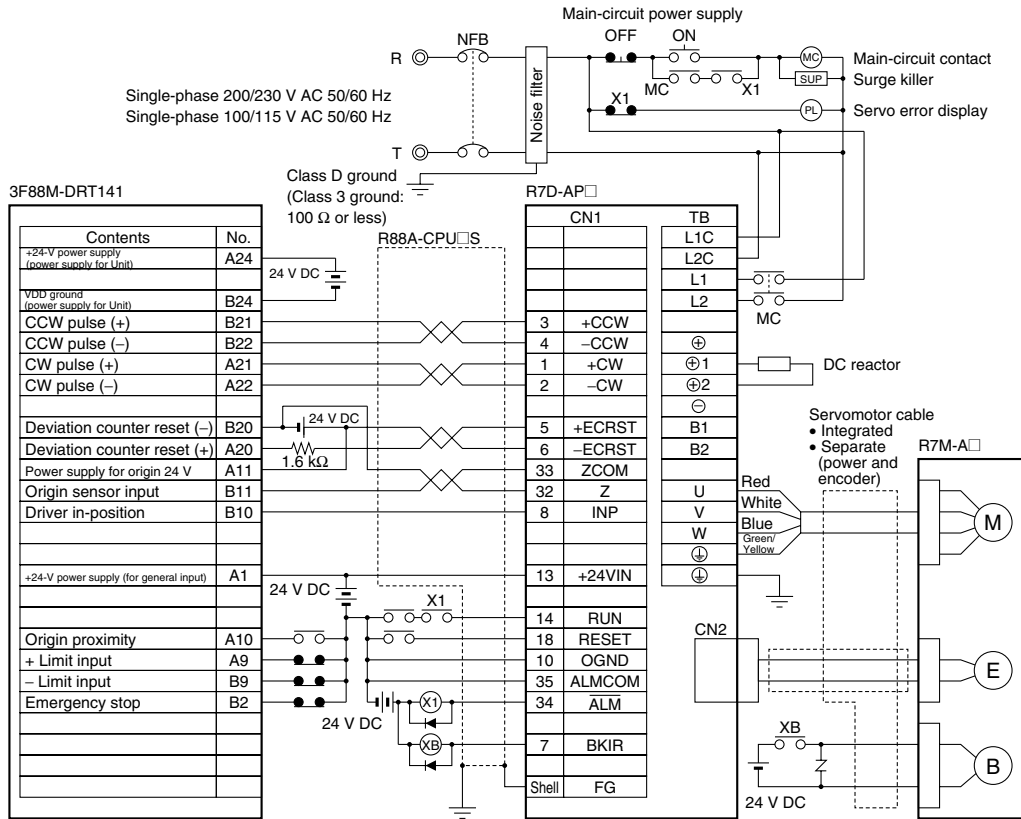 Main-circuit power supply
OFF ON
R NFB MC Main-circuit contact
MC X1 SUP Surge killer
Single-phase 200/230 V AC 50/60 Hz
Single-phase 100/115 V AC 50/60 Hz
Noise filter
X1 PL Servo error display
T
Class D ground
(Class 3 ground:
100 Ω or less)
3F88M-DRT141
R7D-AP□
R88A-CPU□S
Contents No.
+24-V power supply
(power supply for Unit) A24
24 V DC
VDD ground
(power supply for Unit) B24
CCW pulse (+) B21
CCW pulse (−) B22
CW pulse (+) A21
CW pulse (−) A22
Deviation counter reset (−) B20
24 V DC
Deviation counter reset (+) A20
1.6 kΩ
Power supply for origin 24 V A11
Origin sensor input B11
Driver in-position B10
+24-V power supply (for general input) A1
24 V DC
X1
Origin proximity A10
+ Limit input A9
− Limit input B9
Emergency stop B2
X1
24 V DC
XB
CN1 TB
L1C
L2C
L1
L2
MC
3 +CCW
4 −CCW ⊕
1 +CW ⊕1
2 −CW ⊕2
DC reactor
⊖
5 +ECRST B1
6 −ECRST B2
33 ZCOM
32 Z U Red
8 INP V White
W Blue
Green/
Yellow
13 +24VIN
14 RUN
18 RESET
10 OGND
35 ALMCOM
34 ALM
7 BKIR
Shell FG
CN2
Servomotor cable
• Integrated
• Separate
(power and
encoder)
R7M-A□
M
E
XB
B
24 V DC